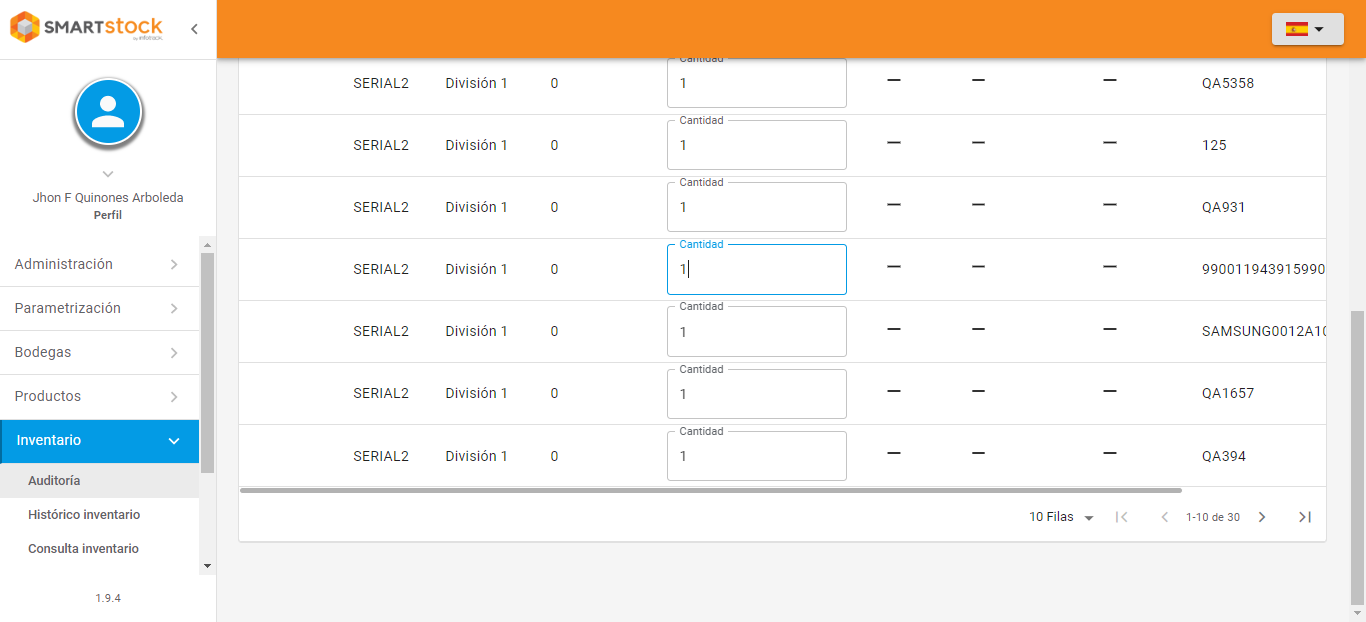 SMARTSTOCK
by infotrack
Jhon F Quinones Arboleda
Perfil
Administración
Parametrización
Bodegas
Productos
Inventario
Auditoría
Histórico inventario
Consulta inventario
1.9.4
Cantidad
SERIAL2 División 1 0 1 — — — QA5358
Cantidad
SERIAL2 División 1 0 1 — — — 125
Cantidad
SERIAL2 División 1 0 1 — — — QA931
Cantidad
SERIAL2 División 1 0 1 — — — 990011943915990
Cantidad
SERIAL2 División 1 0 1 — — — SAMSUNG0012A10
Cantidad
SERIAL2 División 1 0 1 — — — QA1657
Cantidad
SERIAL2 División 1 0 1 — — — QA394
10 Filas 1-10 de 30